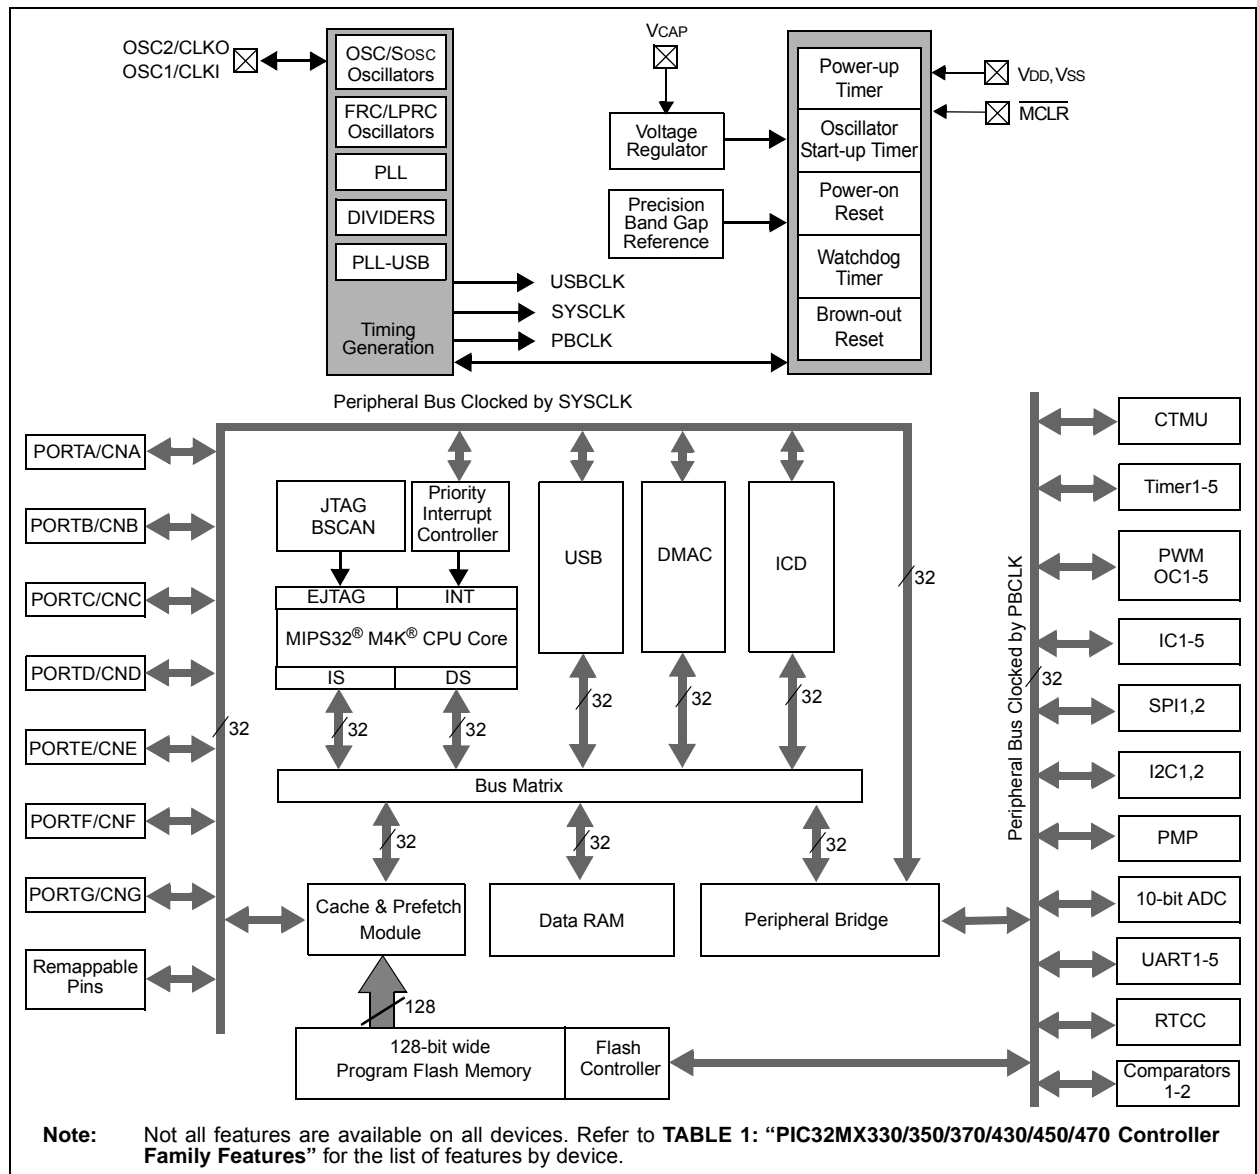 OSC2/CLKO
OSC1/CLKI
OSC/SOSC
Oscillators
FRC/LPRC
Oscillators
PLL
DIVIDERS
PLL-USB
Timing
Generation
USBCLK
SYSCLK
PBCLK
VCAP
Voltage
Regulator
Precision
Band Gap
Reference
Power-up
Timer
Oscillator
Start-up Timer
Power-on
Reset
Watchdog
Timer
Brown-out
Reset
VDD, VSS
MCLR
Peripheral Bus Clocked by SYSCLK
PORTA/CNA
PORTB/CNB
PORTC/CNC
PORTD/CND
PORTE/CNE
PORTF/CNF
PORTG/CNG
Remappable
Pins
32
JTAG
BSCAN
Priority
Interrupt
Controller
EJTAG
INT
MIPS32® M4K® CPU Core
IS
DS
USB
DMAC
ICD
32
32
32
32
32
32
Bus Matrix
32
32
32
Cache & Prefetch
Module
Data RAM
Peripheral Bridge
128
128-bit wide
Program Flash Memory
Flash
Controller
Peripheral Bus Clocked by PBCLK
32
CTMU
Timer1-5
PWM
OC1-5
IC1-5
SPI1,2
I2C1,2
PMP
10-bit ADC
UART1-5
RTCC
Comparators
1-2
Note: Not all features are available on all devices. Refer to TABLE 1: “PIC32MX330/350/370/430/450/470 Controller
Family Features” for the list of features by device.